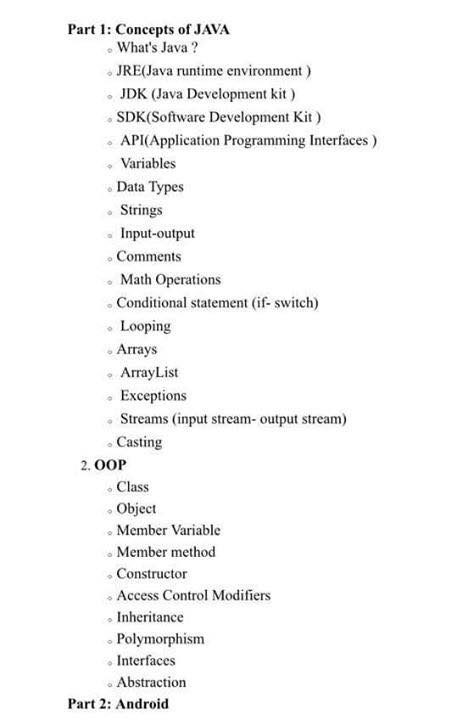 Part 1: Concepts of JAVA
What's Java ?
JRE(Java runtime environment )
JDK (Java Development kit )
SDK(Software Development Kit )
API(Application Programming Interfaces )
Variables
Data Types
Strings
Input-output
Comments
Math Operations
Conditional statement (if- switch)
Looping
Arrays
ArrayList
Exceptions
Streams (input stream- output stream)
Casting
2. OOP
Class
Object
Member Variable
Member method
Constructor
Access Control Modifiers
Inheritance
Polymorphism
Interfaces
Abstraction
Part 2: Android